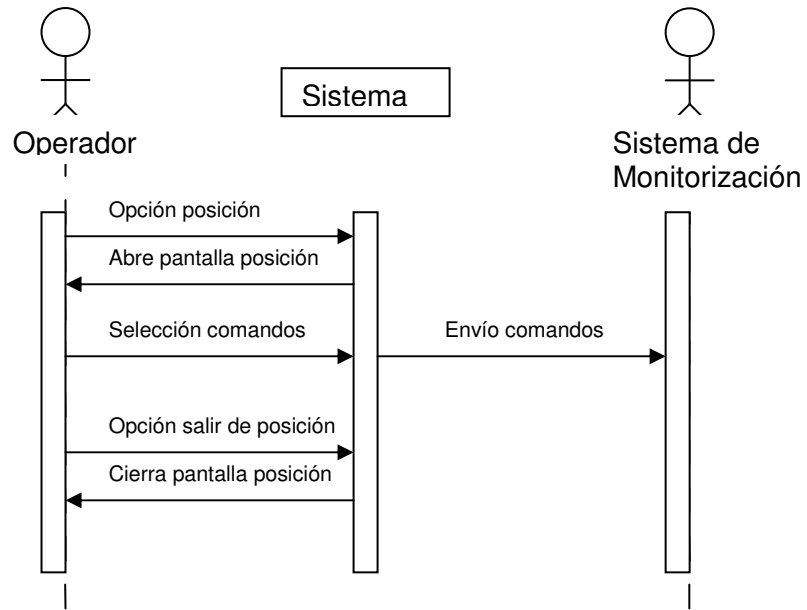 Sistema
Operador
Sistema de
Monitorización
Opción posición
Abre pantalla posición
Selección comandos
Envío comandos
Opción salir de posición
Cierra pantalla posición